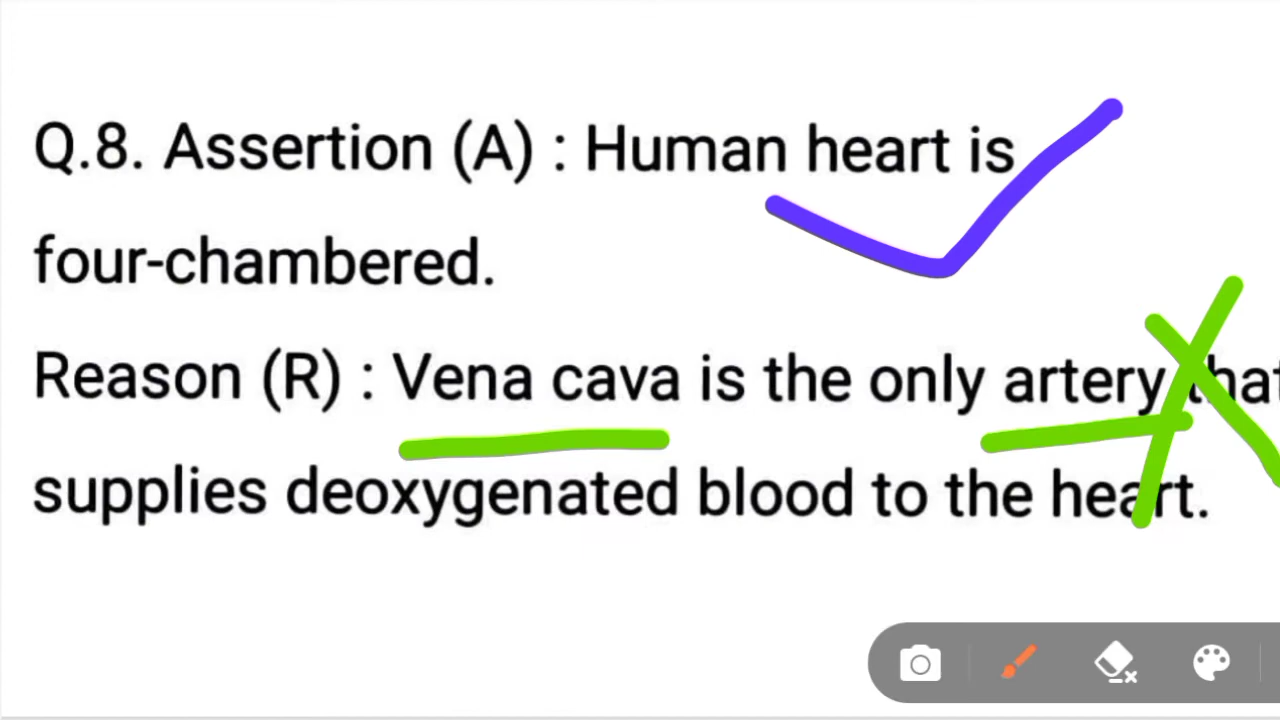 Q.8. Assertion (A) : Human heart is
four-chambered.
Reason (R) : Vena cava is the only artery that
supplies deoxygenated blood to the heart.